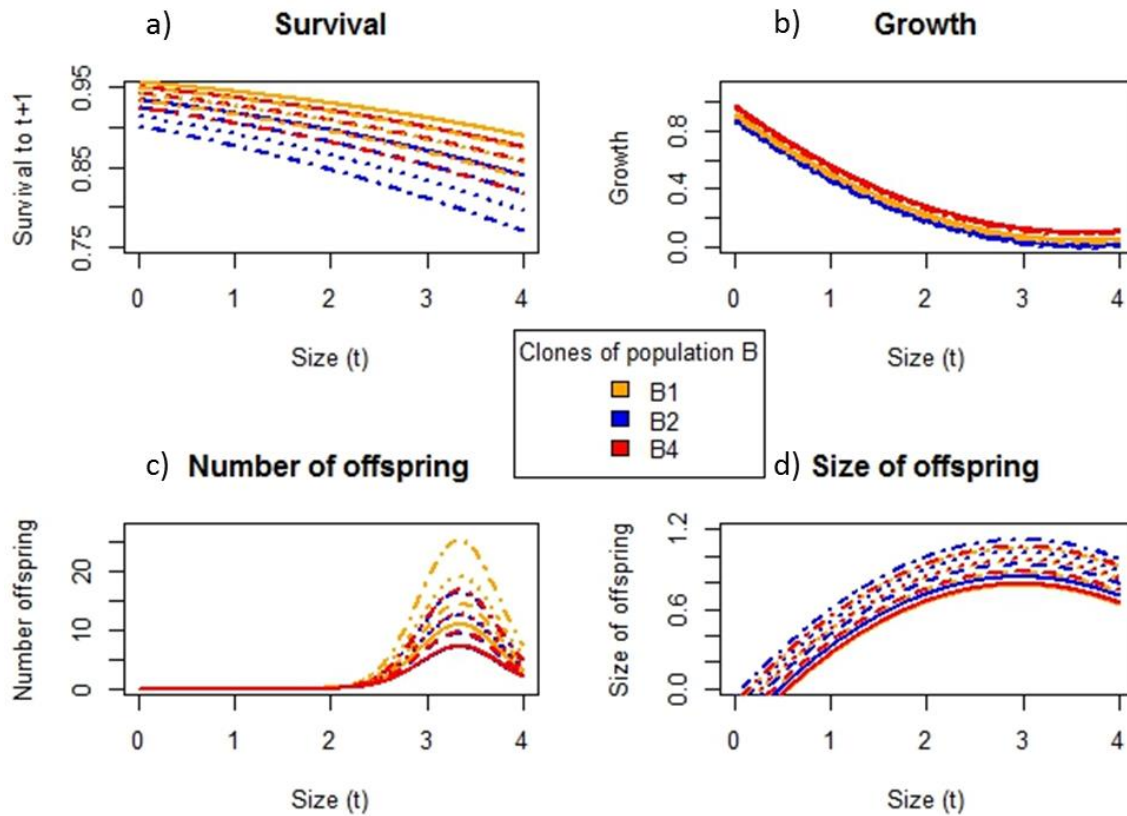 a) Survival
b) Growth
Survival to t+1
0.75 0.85 0.95
0 1 2 3 4
Size (t)
Growth
0.0 0.4 0.8
0 1 2 3 4
Size (t)
Clones of population B
B1
B2
B4
c) Number of offspring
d) Size of offspring
Number offspring
0 10 20
0 1 2 3 4
Size (t)
Size of offspring
0.0 0.6 1.2
0 1 2 3 4
Size (t)